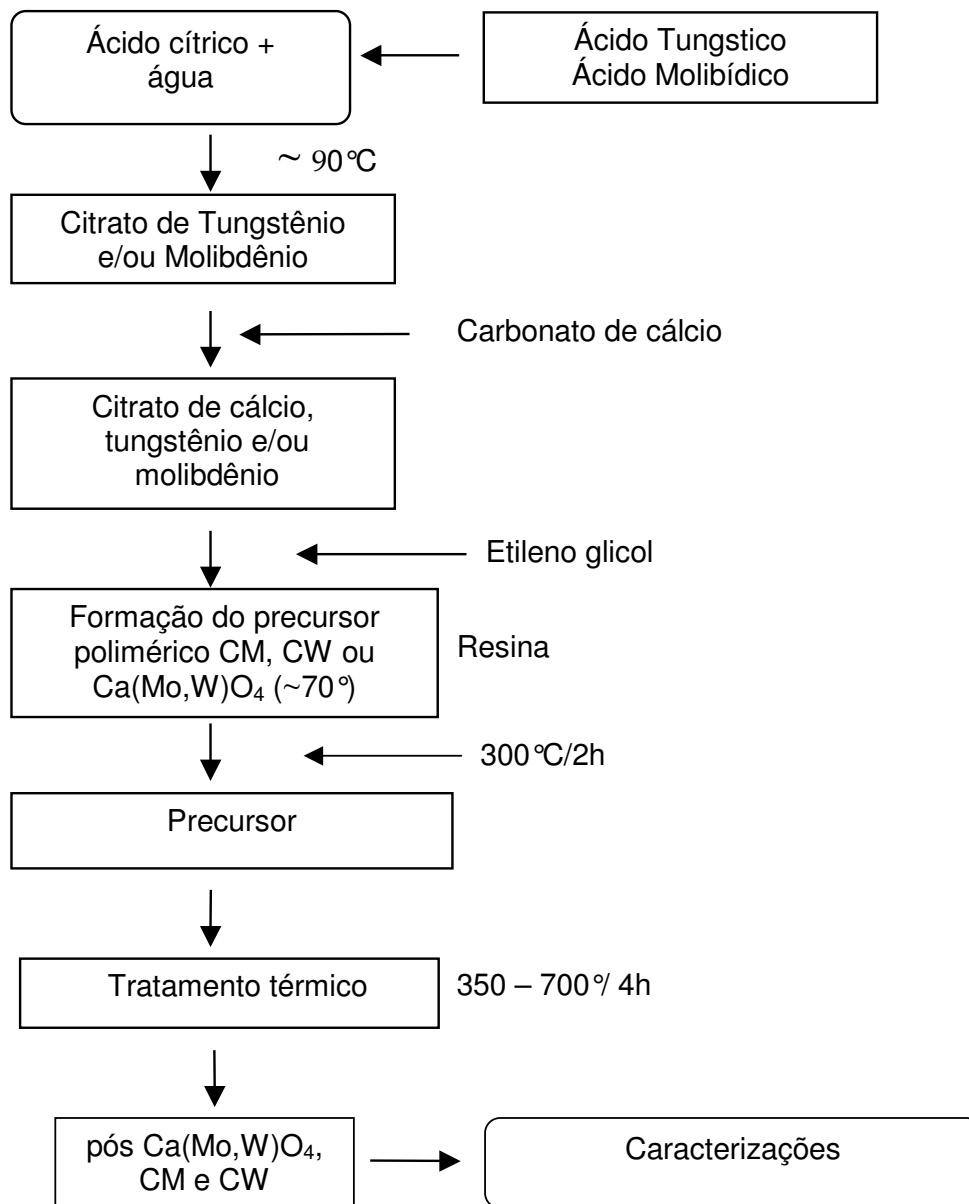 Ácido cítrico +
água
Ácido Tungstico
Ácido Molibídico
~ 90°C
Citrato de Tungstênio
e/ou Molibdênio
Carbonato de cálcio
Citrato de cálcio,
tungstênio e/ou
molibdênio
Etileno glicol
Formação do precursor
polimérico CM, CW ou
Ca(Mo,W)O₄ (~70°)
Resina
300°C/2h
Precursor
Tratamento térmico
350 – 700°/ 4h
pós Ca(Mo,W)O₄,
CM e CW
Caracterizações